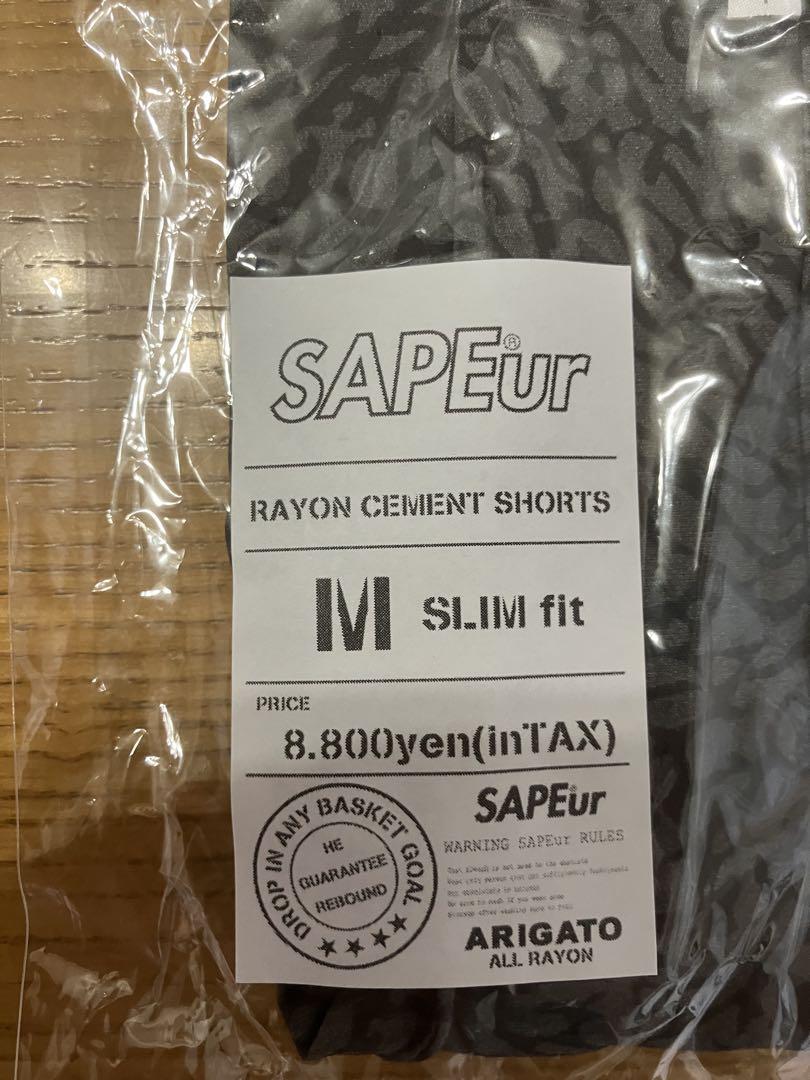 SAPEur®
RAYON CEMENT SHORTS
M SLIM fit
PRICE
8.800yen(inTAX)
DROP IN ANY BASKET GOAL
HE
GUARANTEE
REBOUND
SAPEur
WARNING SAPEur RULES
ARIGATO
ALL RAYON